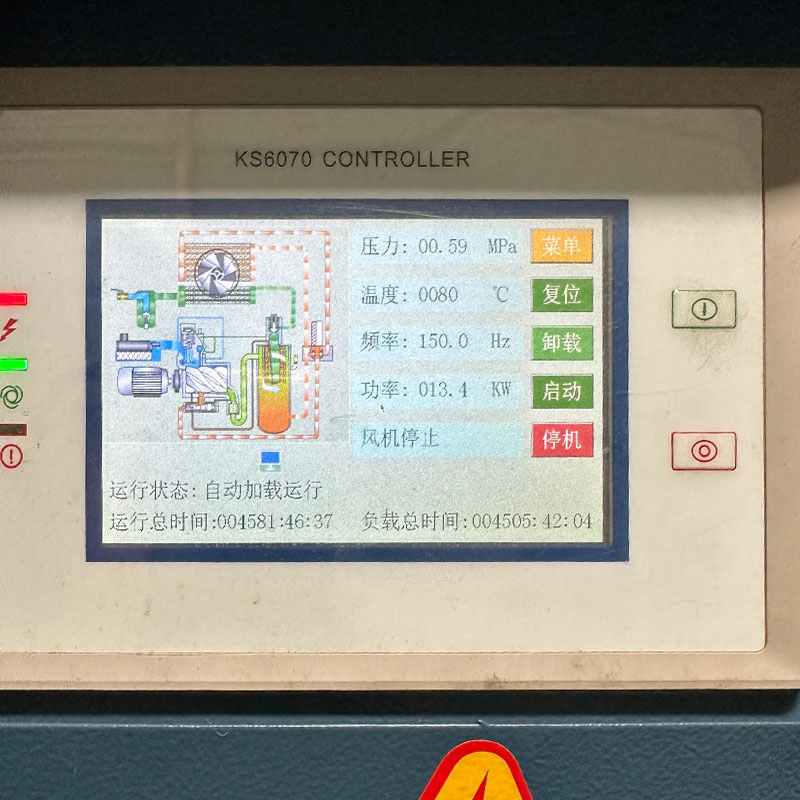 KS6070 CONTROLLER
压力: 00.59 MPa 菜单
温度: 0080 ℃ 复位
频率: 150.0 Hz 卸载
功率: 013.4 KW 启动
风机停止 停机
运行状态: 自动加载运行
运行总时间:004581:46:37 负载总时间:004505:42:04